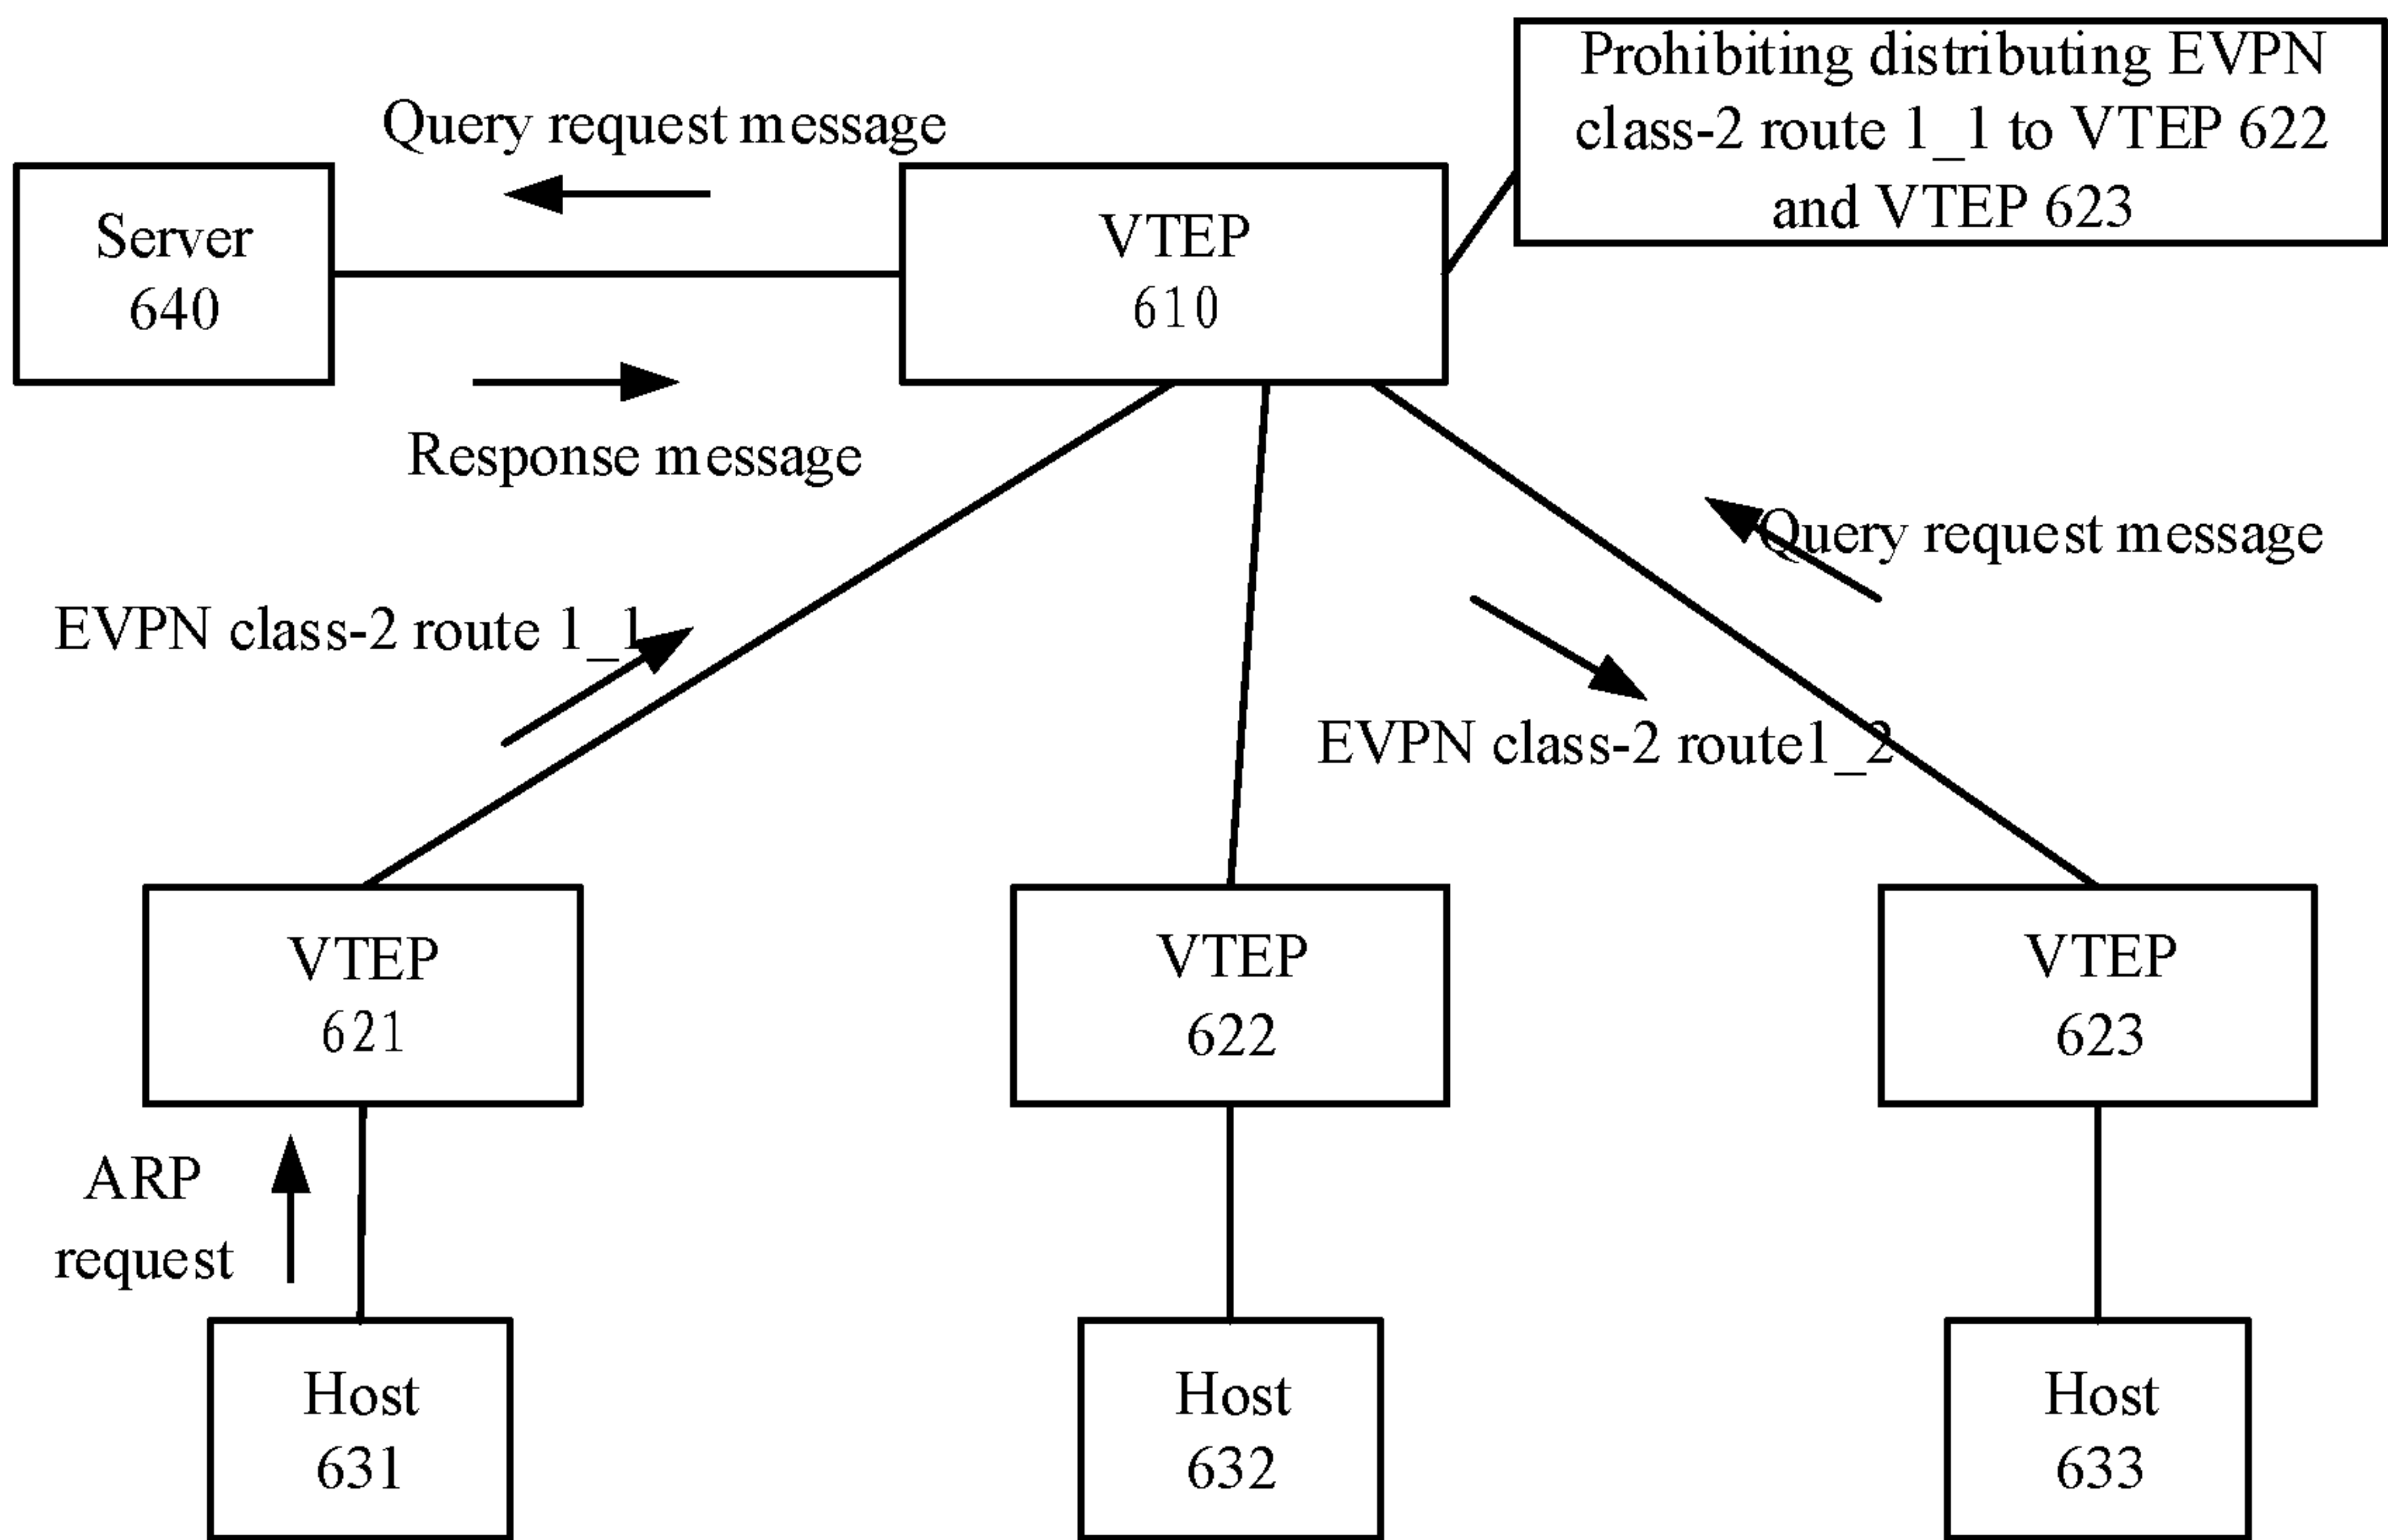 Prohibiting distributing EVPN
class-2 route 1_1 to VTEP 622
and VTEP 623
Query request message
Server
640
VTEP
610
Response message
Query request message
EVPN class-2 route 1_1
EVPN class-2 route1_2
VTEP
621
VTEP
622
VTEP
623
ARP
request
Host
631
Host
632
Host
633